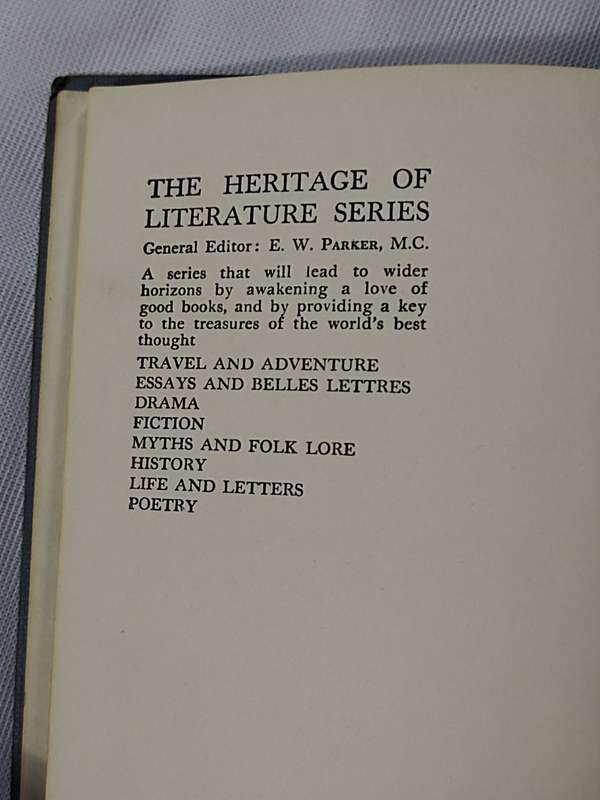 THE HERITAGE OF
LITERATURE SERIES
General Editor: E. W. PARKER, M.C.
A series that will lead to wider
horizons by awakening a love of
good books, and by providing a key
to the treasures of the world's best
thought
TRAVEL AND ADVENTURE
ESSAYS AND BELLES LETTRES
DRAMA
FICTION
MYTHS AND FOLK LORE
HISTORY
LIFE AND LETTERS
POETRY